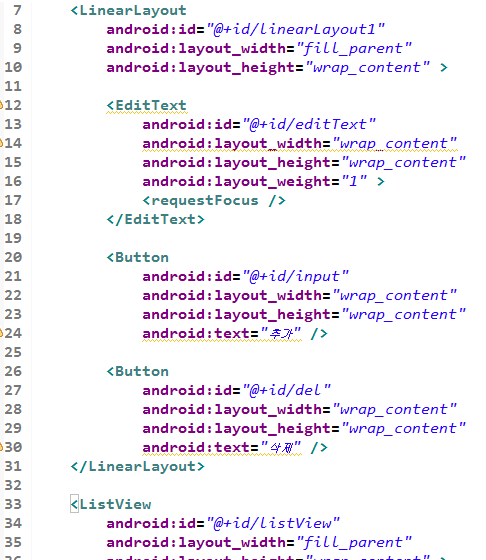 7 <LinearLayout
8 android:id="@+id/linearLayout1"
9 android:layout_width="fill_parent"
10 android:layout_height="wrap_content" >
11
12 <EditText
13 android:id="@+id/editText"
14 android:layout_width="wrap_content"
15 android:layout_height="wrap_content"
16 android:layout_weight="1" >
17 <requestFocus />
18 </EditText>
19
20 <Button
21 android:id="@+id/input"
22 android:layout_width="wrap_content"
23 android:layout_height="wrap_content"
24 android:text="추가" />
25
26 <Button
27 android:id="@+id/del"
28 android:layout_width="wrap_content"
29 android:layout_height="wrap_content"
30 android:text="삭제" />
31 </LinearLayout>
32
33 <ListView
34 android:id="@+id/listView"
35 android:layout_width="fill_parent"
36 android:layout_height="wrap_content" >